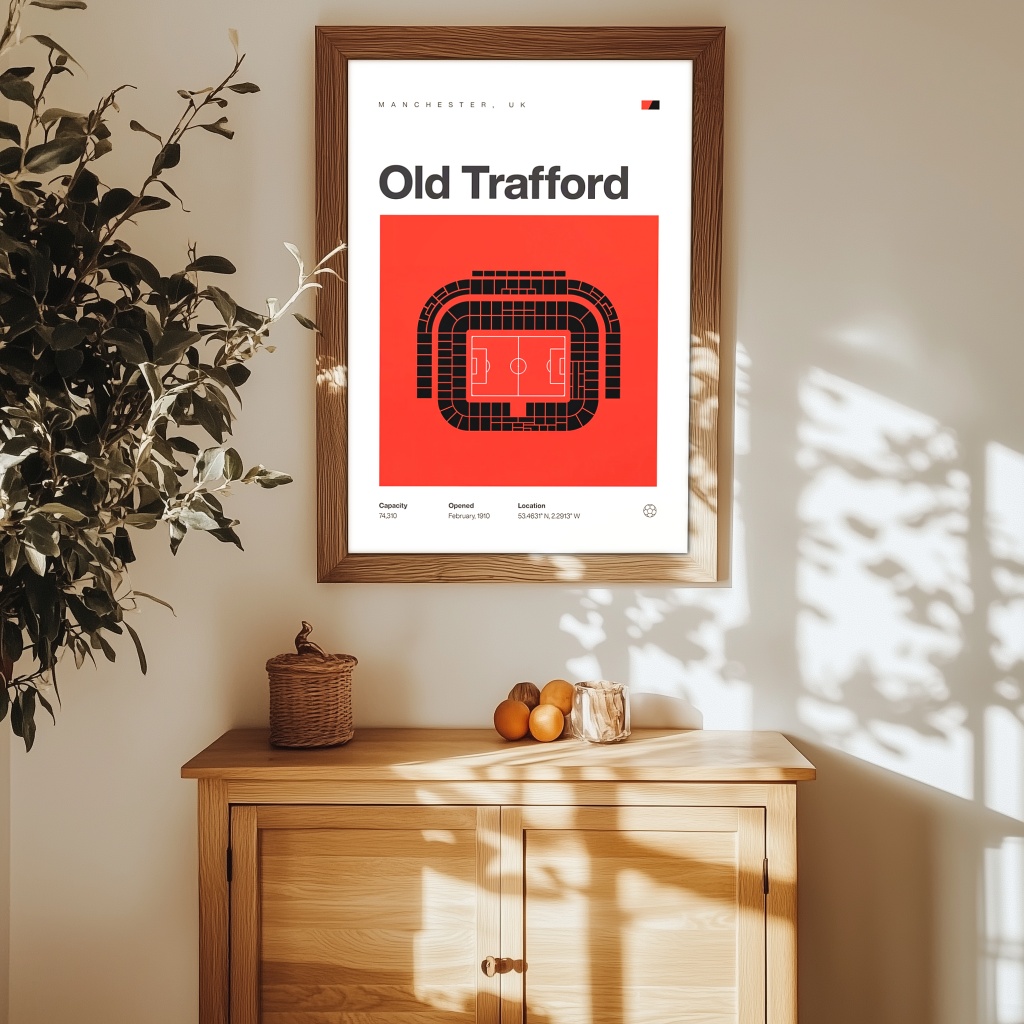 MANCHESTER, UK
Old Trafford
Capacity Opened Location
74,310 February, 1910 53.4631° N, 2.2913° W